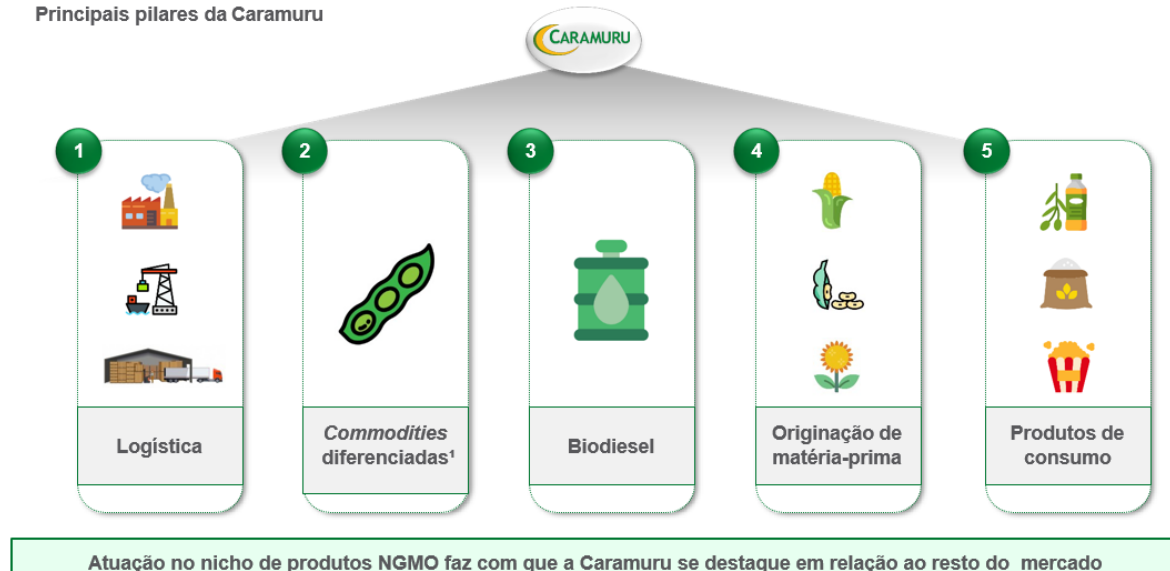 Principais pilares da Caramuru
CARAMURU
1
2
3
4
5
Logística
Commodities
diferenciadas¹
Biodiesel
Originação de
matéria-prima
Produtos de
consumo
Atuação no nicho de produtos NGMO faz com que a Caramuru se destaque em relação ao resto do mercado